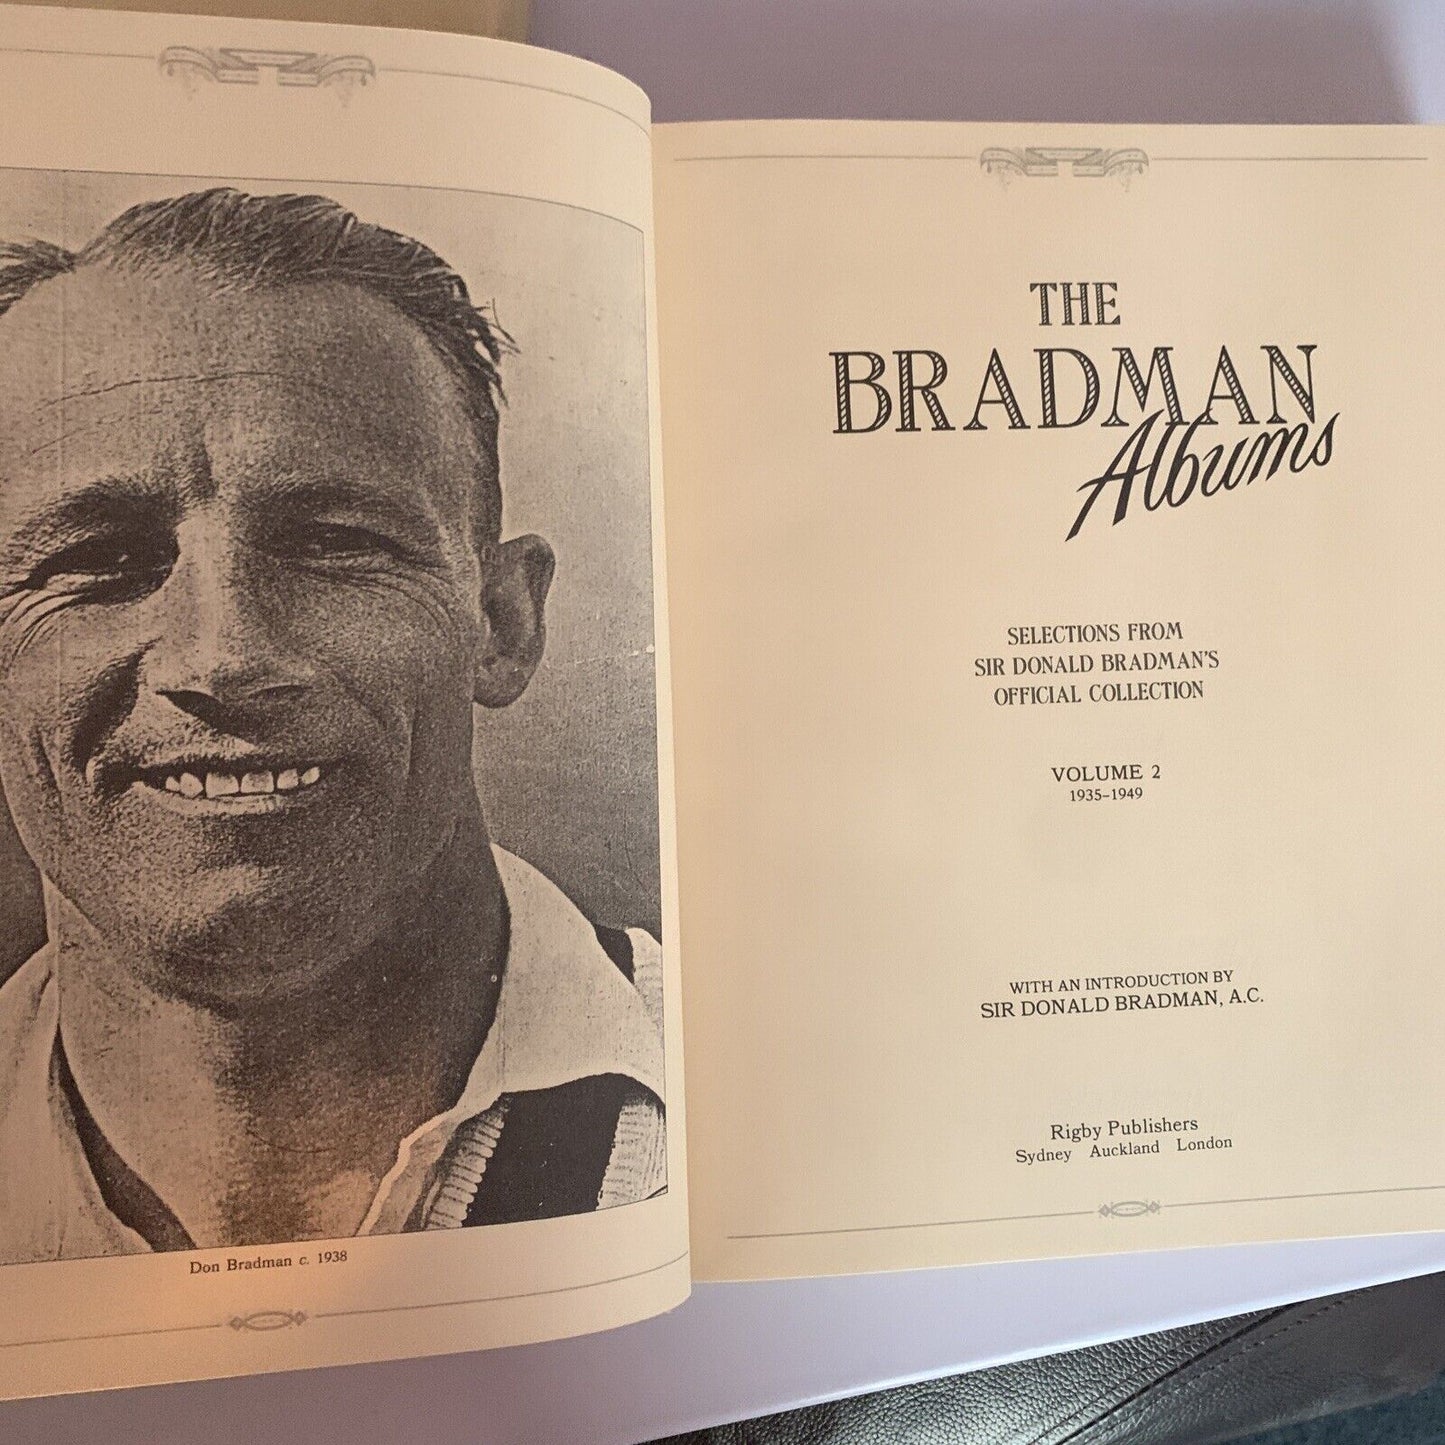 Don Bradman c. 1938
THE
BRADMAN
Albums
SELECTIONS FROM
SIR DONALD BRADMAN'S
OFFICIAL COLLECTION
VOLUME 2
1935–1949
WITH AN INTRODUCTION BY
SIR DONALD BRADMAN, A.C.
Rigby Publishers
Sydney Auckland London